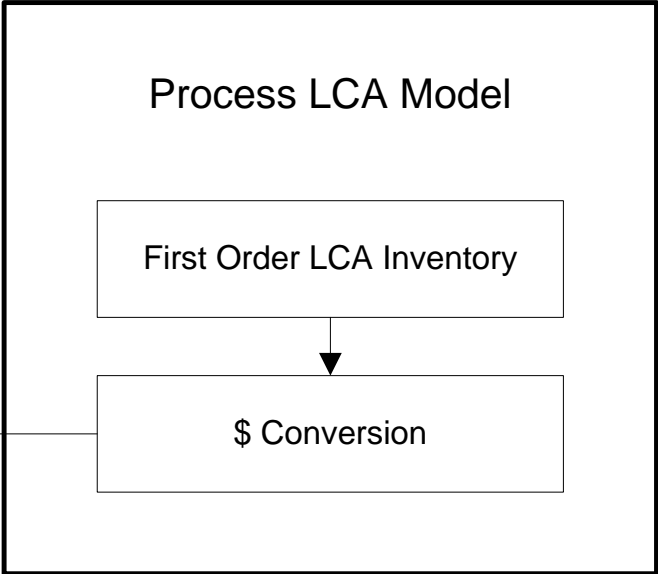 Process LCA Model
First Order LCA Inventory
$ Conversion